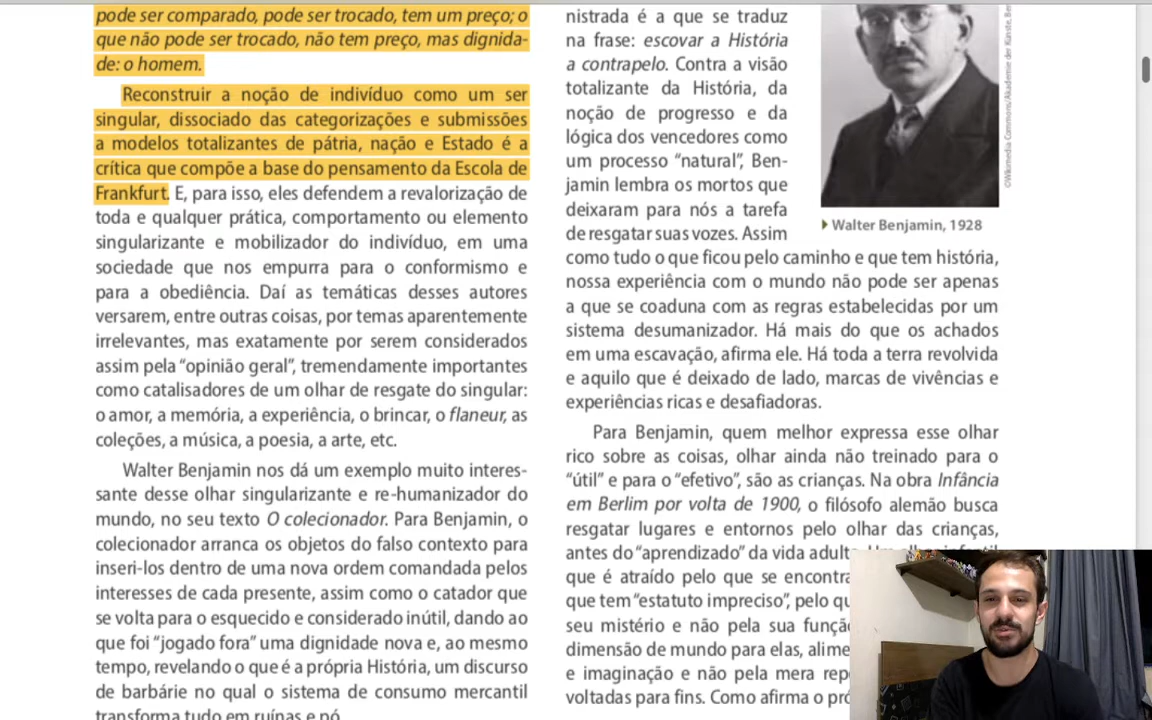 pode ser comparado, pode ser trocado, tem um preço; o
que não pode ser trocado, não tem preço, mas dignida-
de: o homem.
Reconstruir a noção de indivíduo como um ser
singular, dissociado das categorizações e submissões
a modelos totalizantes de pátria, nação e Estado é a
crítica que compõe a base do pensamento da Escola de
Frankfurt. E, para isso, eles defendem a revalorização de
toda e qualquer prática, comportamento ou elemento
singularizante e mobilizador do indivíduo, em uma
sociedade que nos empurra para o conformismo e
para a obediência. Daí as temáticas desses autores
versarem, entre outras coisas, por temas aparentemente
irrelevantes, mas exatamente por serem considerados
assim pela “opinião geral”, tremendamente importantes
como catalisadores de um olhar de resgate do singular:
o amor, a memória, a experiência, o brincar, o flaneur, as
coleções, a música, a poesia, a arte, etc.
Walter Benjamin nos dá um exemplo muito interes-
sante desse olhar singularizante e re-humanizador do
mundo, no seu texto O colecionador. Para Benjamin, o
colecionador arranca os objetos do falso contexto para
inseri-los dentro de uma nova ordem comandada pelos
interesses de cada presente, assim como o catador que
se volta para o esquecido e considerado inútil, dando ao
que foi “jogado fora” uma dignidade nova e, ao mesmo
tempo, revelando o que é a própria História, um discurso
de barbárie no qual o sistema de consumo mercantil
transforma tudo em ruínas e pó
nistrada é a que se traduz
na frase: escovar a História
a contrapelo. Contra a visão
totalizante da História, da
noção de progresso e da
lógica dos vencedores como
um processo “natural”, Ben-
jamin lembra os mortos que
deixaram para nós a tarefa
de resgatar suas vozes. Assim
como tudo o que ficou pelo caminho e que tem história,
nossa experiência com o mundo não pode ser apenas
a que se coaduna com as regras estabelecidas por um
sistema desumanizador. Há mais do que os achados
em uma escavação, afirma ele. Há toda a terra revolvida
e aquilo que é deixado de lado, marcas de vivências e
experiências ricas e desafiadoras.
Para Benjamin, quem melhor expressa esse olhar
rico sobre as coisas, olhar ainda não treinado para o
“útil” e para o “efetivo”, são as crianças. Na obra Infância
em Berlim por volta de 1900, o filósofo alemão busca
resgatar lugares e entornos pelo olhar das crianças,
antes do “aprendizado” da vida
que é atraído pelo que se encontra
que tem “estatuto impreciso”, pelo
seu mistério e não pela sua
dimensão de mundo para elas,
e imaginação e não pela mera
voltadas para fins. Como afirma o
Walter Benjamin, 1928
©Wikimedia Commons/Akademie der Künste,